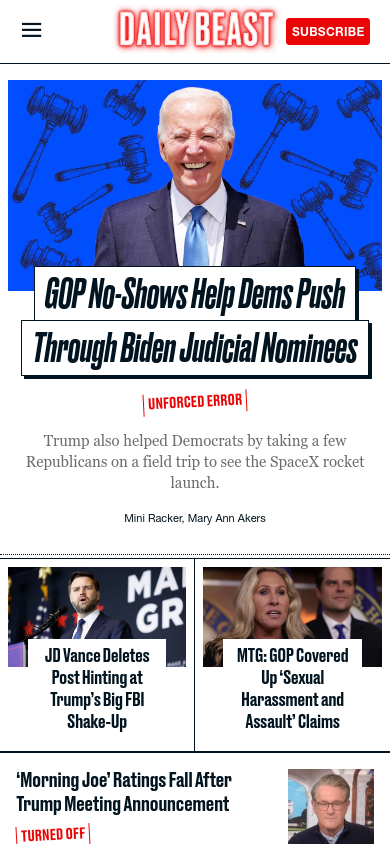 DAILY BEAST
SUBSCRIBE
GOP No-Shows Help Dems Push
Through Biden Judicial Nominees
UNFORCED ERROR
Trump also helped Democrats by taking a few
Republicans on a field trip to see the SpaceX rocket
launch.
Mini Racker, Mary Ann Akers
MA
GR
JD Vance Deletes
Post Hinting at
Trump’s Big FBI
Shake-Up
MTG: GOP Covered
Up ‘Sexual
Harassment and
Assault’ Claims
‘Morning Joe’ Ratings Fall After
Trump Meeting Announcement
TURNED OFF